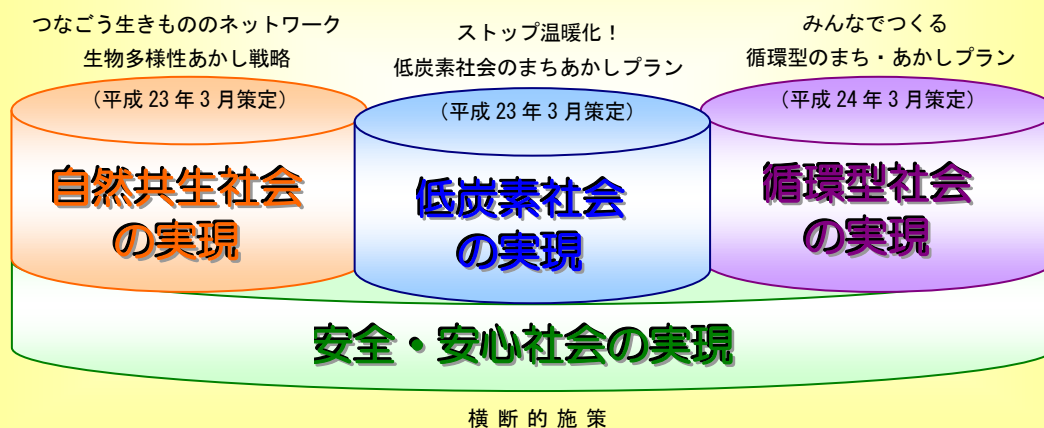 つなごう生きもののネットワーク
生物多様性あかし戦略
（平成 23 年 3 月策定）
自然共生社会
の実現
ストップ温暖化！
低炭素社会のまちあかしプラン
（平成 23 年 3 月策定）
低炭素社会
の実現
みんなでつくる
循環型のまち・あかしプラン
（平成 24 年 3 月策定）
循環型社会
の実現
安全・安心社会の実現
横 断 的 施 策